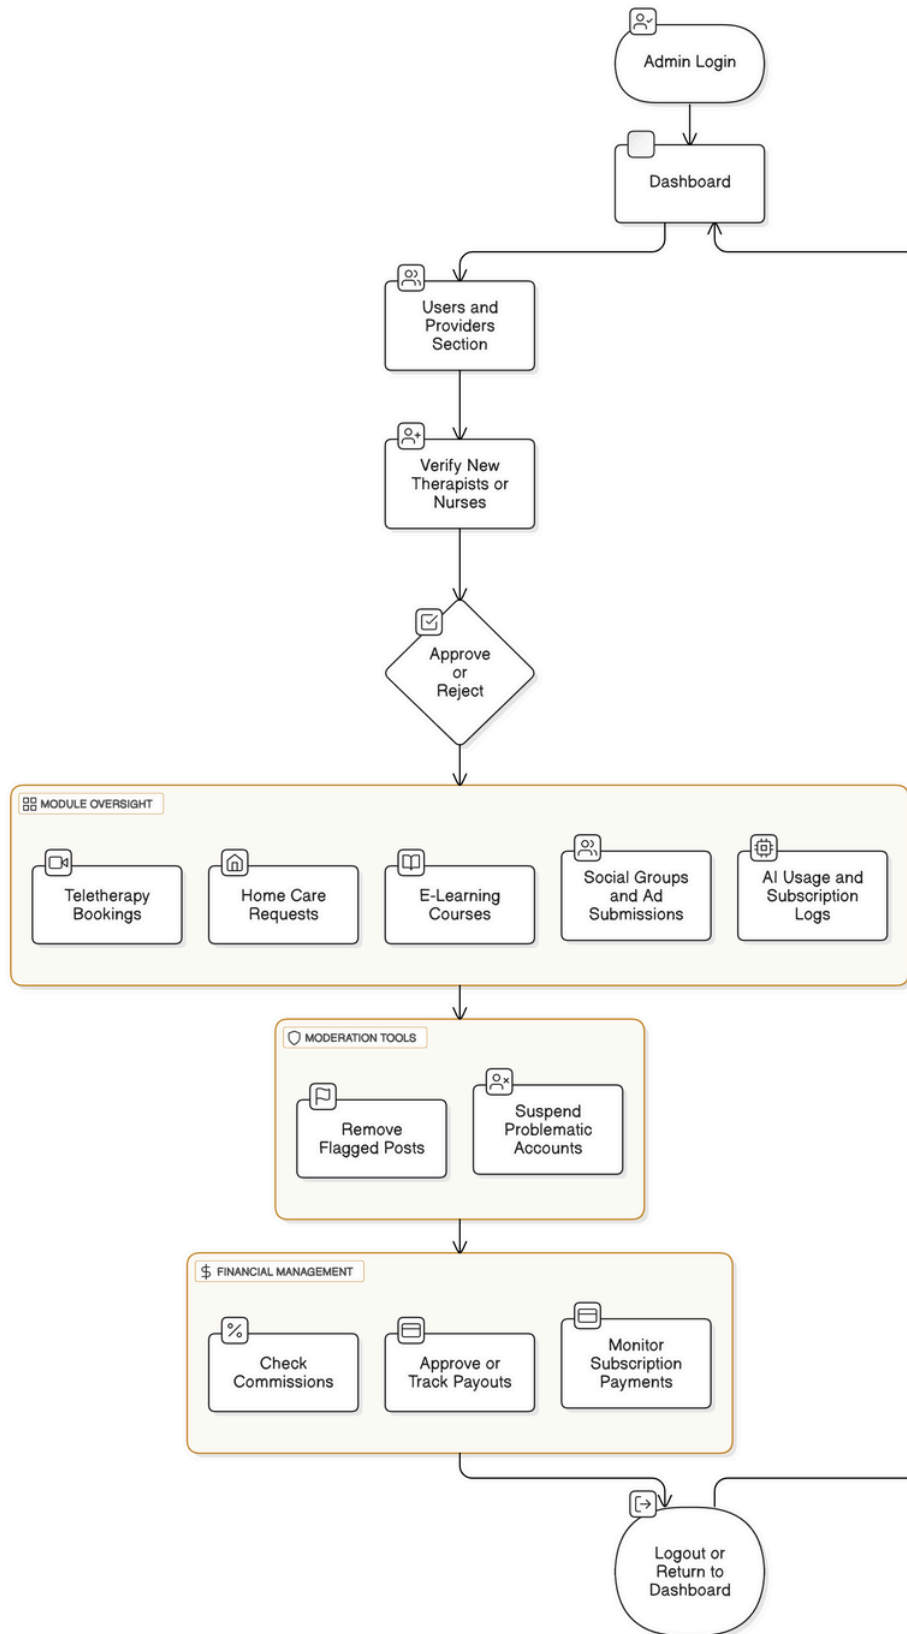 Admin Login
Dashboard
Users and
Providers
Section
Verify New
Therapists or
Nurses
Approve
or
Reject
MODULE OVERSIGHT
Teletherapy
Bookings
Home Care
Requests
E-Learning
Courses
Social Groups
and Ad
Submissions
AI Usage and
Subscription
Logs
MODERATION TOOLS
Remove
Flagged Posts
Suspend
Problematic
Accounts
FINANCIAL MANAGEMENT
Check
Commissions
Approve or
Track Payouts
Monitor
Subscription
Payments
Logout or
Return to
Dashboard